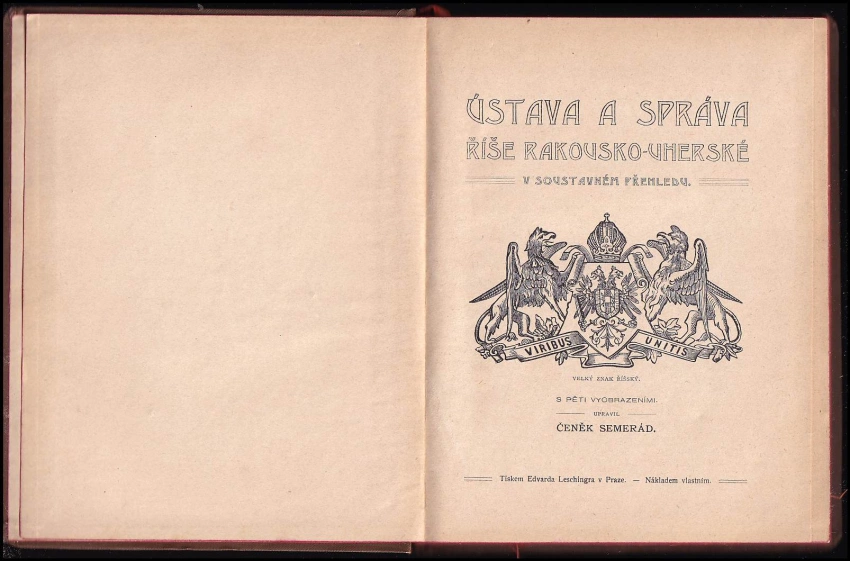 ÚSTAVA A SPRÁVA
ŘÍŠE RAKOUSKO-UHERSKÉ
V SOUSTAVNÉM PŘEHLEDU.
VIRIBUS UNITIS
VELKÝ ZNAK ŘÍŠSKÝ.
S PĚTI VYOBRAZENÍMI.
UPRAVIL
ČENĚK SEMERÁD.
Tiskem Edvarda Leschingra v Praze. — Nákladem vlastním.